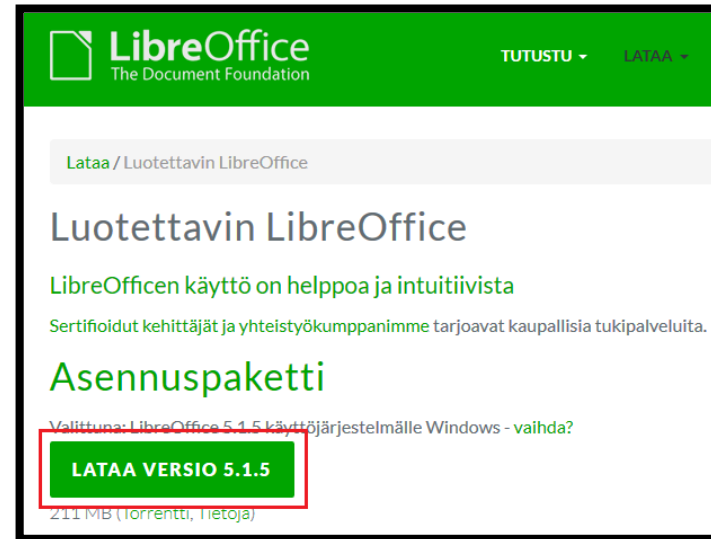 LibreOffice
The Document Foundation
TUTUSTU
LATAA
Lataa / Luotettavin LibreOffice
Luotettavin LibreOffice
LibreOfficen käyttö on helppoa ja intuitiivista
Sertifioidut kehittäjät ja yhteistyökumppanimme tarjoavat kaupallisia tukipalveluita.
Asennuspaketti
Valittuna: LibreOffice 5.1.5 käyttöjärjestelmälle Windows - vaihda?
LATAA VERSIO 5.1.5
211 MB (Torrentti, Tietoja)